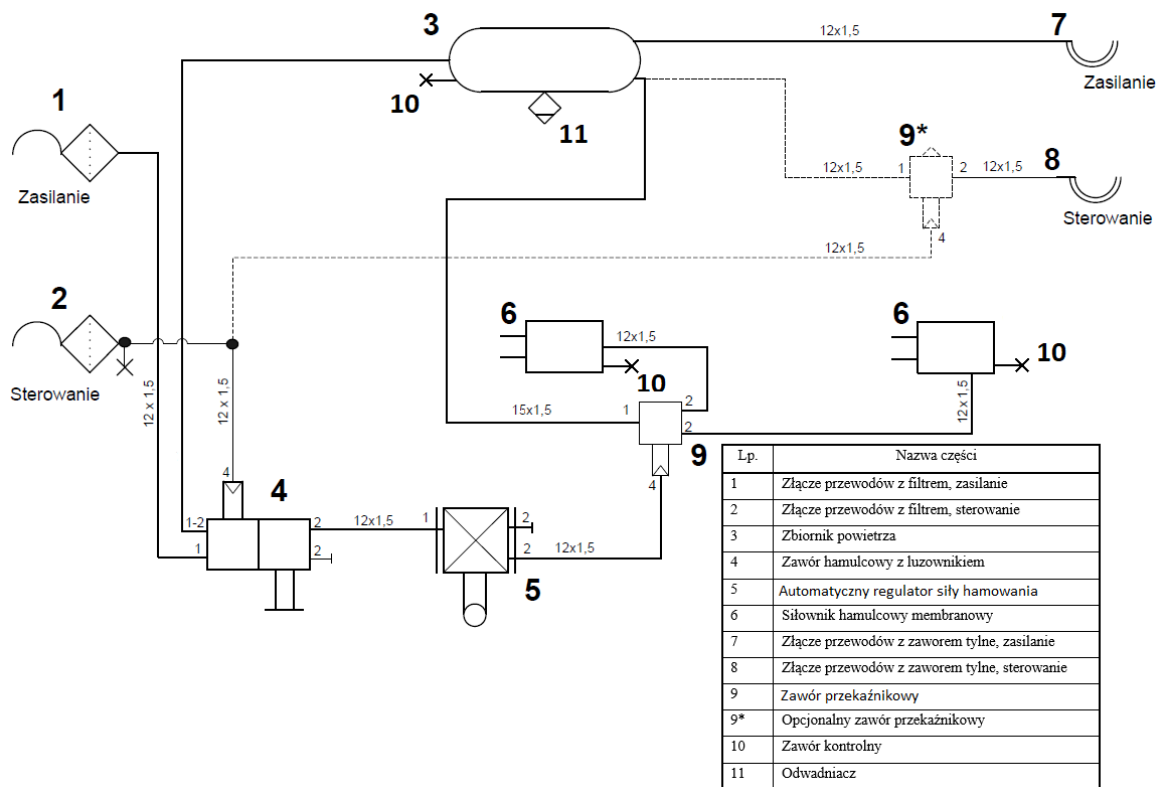 3
12x1,5
7
Zasilanie
10
11
1
Zasilanie
9*
12x1,5
1
2
12x1,5
8
Sterowanie
4
12x1,5
2
Sterowanie
12 x 1,5
12 x 1,5
6
12x1,5
10
6
10
12x1,5
15x1,5
1
2
2
9
4
4
4
1-2
1
2
2
12x1,5
1
2
2
12x1,5
5
Lp. Nazwa części
1 Złącze przewodów z filtrem, zasilanie
2 Złącze przewodów z filtrem, sterowanie
3 Zbiornik powietrza
4 Zawór hamulcowy z luzownikiem
5 Automatyczny regulator siły hamowania
6 Siłownik hamulcowy membranowy
7 Złącze przewodów z zaworem tylne, zasilanie
8 Złącze przewodów z zaworem tylne, sterowanie
9 Zawór przekaźnikowy
9* Opcjonalny zawór przekaźnikowy
10 Zawór kontrolny
11 Odwadniacz